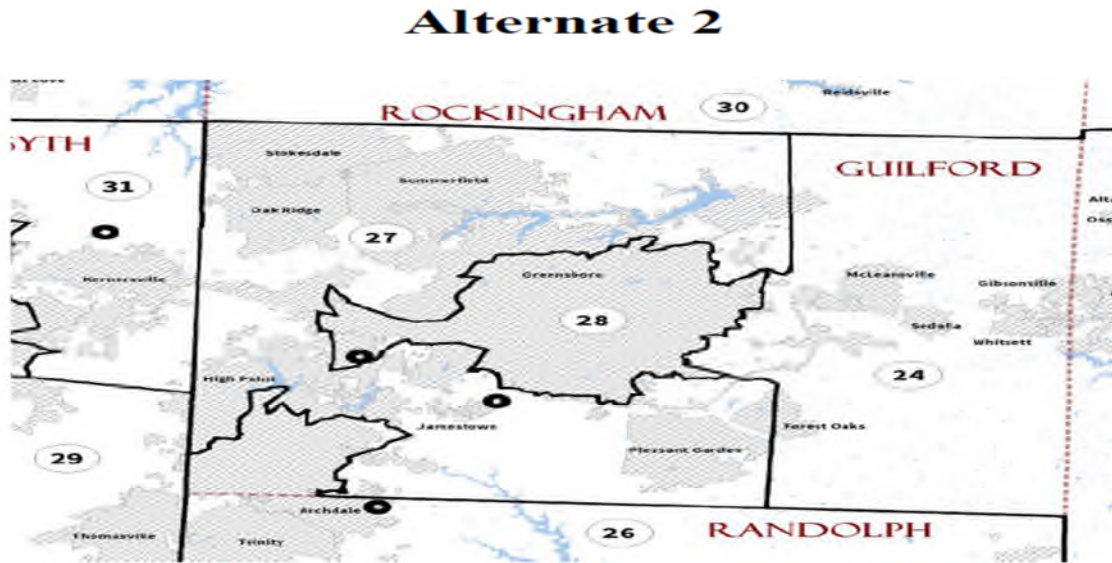 Alternate 2
ROCKINGHAM
30
Reidsville
SYTH
31
Stokesdale
Summerfield
GUILFORD
Oak Ridge
27
Kernersville
Greensboro
McLeansville
Gibsonville
28
Sedalia
Whitsett
High Point
24
Jamestown
Forest Oaks
29
Pleasant Garden
Archdale
Thomasville
Trinity
26
RANDOLPH